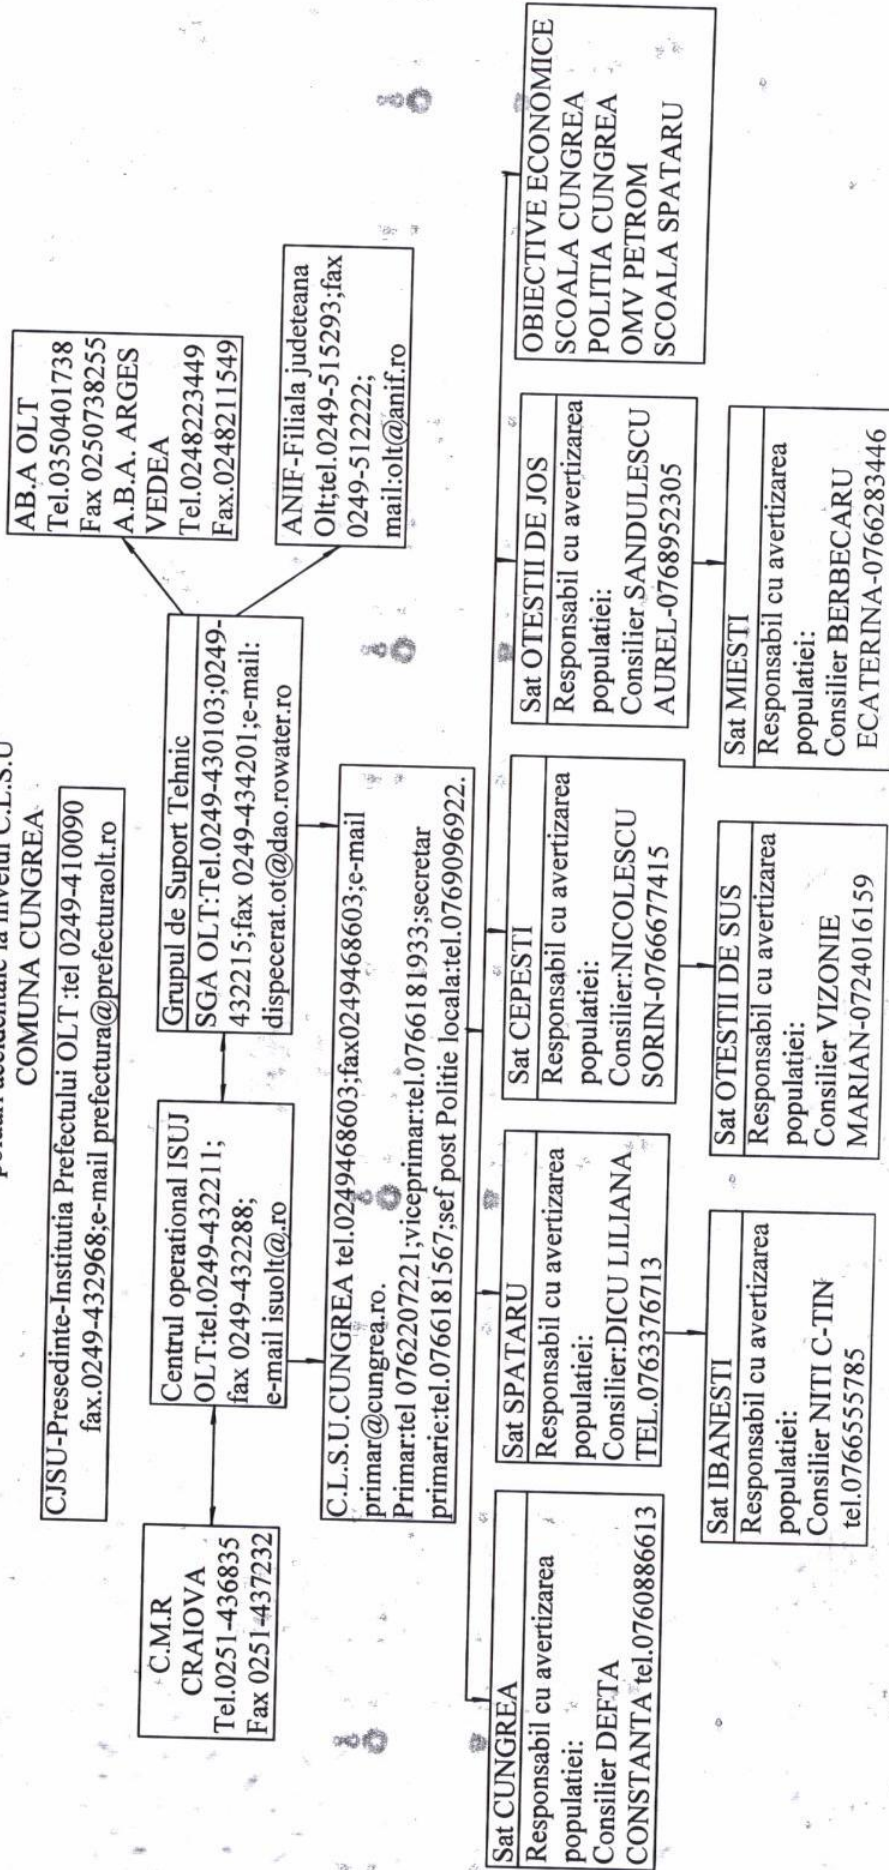 poluari accidentale la nivelul C.L.S.U
COMUNA CUNGREA
CJSU-Presedinte-Institutia Prefectului OLT :tel 0249-410090
fax.0249-432968;e-mail prefectura@prefecturaolt.ro
C.M.R
CRAIOVA
Tel.0251-436835
Fax 0251-437232
Centrul operational ISUJ
OLT:tel.0249-432211;
fax 0249-432288;
e-mail isuolt@.ro
Grupul de Suport Tehnic
SGA OLT:Tel.0249-430103;0249-
432215;fax 0249-434201;e-mail:
dispecerat.ot@dao.rowater.ro
AB.A OLT
Tel.0350401738
Fax 0250738255
A.B.A. ARGES
VEDEA
Tel.0248223449
Fax.0248211549
ANIF-Filiala judeteana
Olt;tel.0249-515293;fax
0249-512222;
mail:olt@anif.ro
C.L.S.U.CUNGREA tel.0249468603;fax0249468603;e-mail
primar@cungrea.ro.
Primar:tel 0762207221;viceprimar:tel.0766181933;secretar
primarie:tel.0766181567;sef post Politie locala:tel.0769096922.
Sat CUNGREA
Responsabil cu avertizarea
populatiei:
Consilier DEFTA
CONSTANTA tel.0760886613
Sat SPATARU
Responsabil cu avertizarea
populatiei:
Consilier:DICU LILIANA
TEL.0763376713
Sat CEPESTI
Responsabil cu avertizarea
populatiei:
Consilier:NICOLESCU
SORIN-0766677415
Sat OTESTII DE JOS
Responsabil cu avertizarea
populatiei:
Consilier SANDULESCU
AUREL-0768952305
OBIECTIVE ECONOMICE
SCOALA CUNGREA
POLITIA CUNGREA
OMV PETROM
SCOALA SPATARU
Sat IBANESTI
Responsabil cu avertizarea
populatiei:
Consilier NITI C-TIN
tel.0766555785
Sat OTESTII DE SUS
Responsabil cu avertizarea
populatiei:
Consilier VIZONIE
MARIAN-0724016159
Sat MIESTI
Responsabil cu avertizarea
populatiei:
Consilier BERBECARU
ECATERINA-0766283446